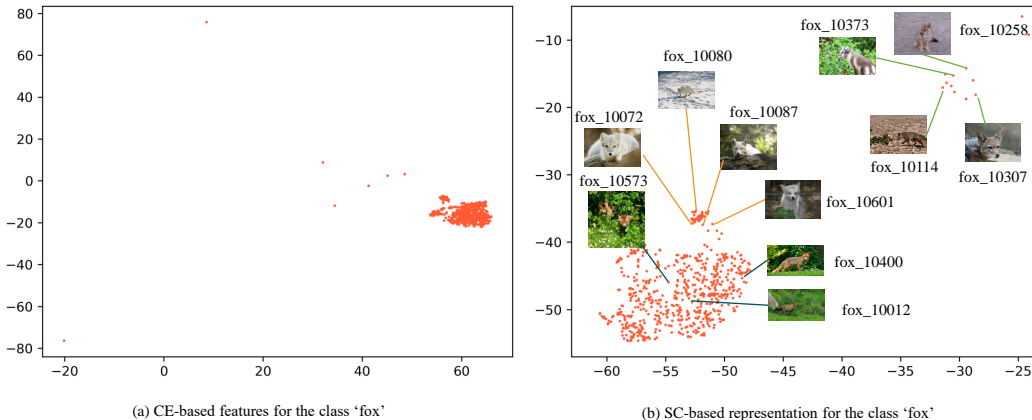 80
60
40
20
0
−20
−40
−60
−80
−20
0
20
40
60
(a) CE-based features for the class ‘fox’
−10
−20
−30
−40
−50
−60
−55
−50
−45
−40
−35
−30
−25
fox_10373
fox_10258
fox_10080
fox_10087
fox_10072
fox_10114
fox_10307
fox_10573
fox_10601
fox_10400
fox_10012
(b) SC-based representation for the class ‘fox’